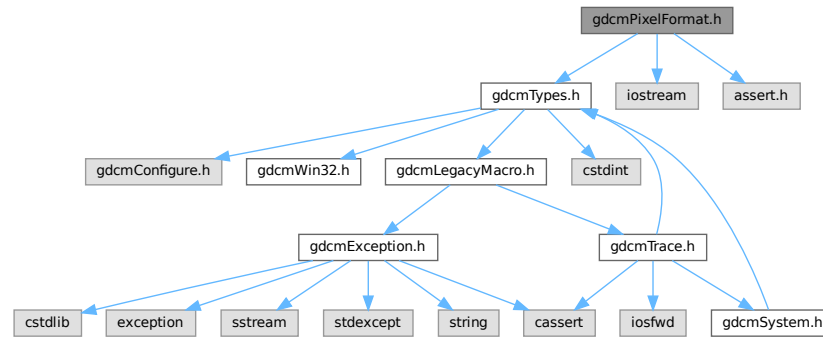 gdcmPixelFormat.h
gdcmTypes.h
iostream
assert.h
gdcmConfigure.h
gdcmWin32.h
gdcmLegacyMacro.h
cstdint
gdcmException.h
gdcmTrace.h
cstdlib
exception
sstream
stdexcept
string
cassert
iosfwd
gdcmSystem.h